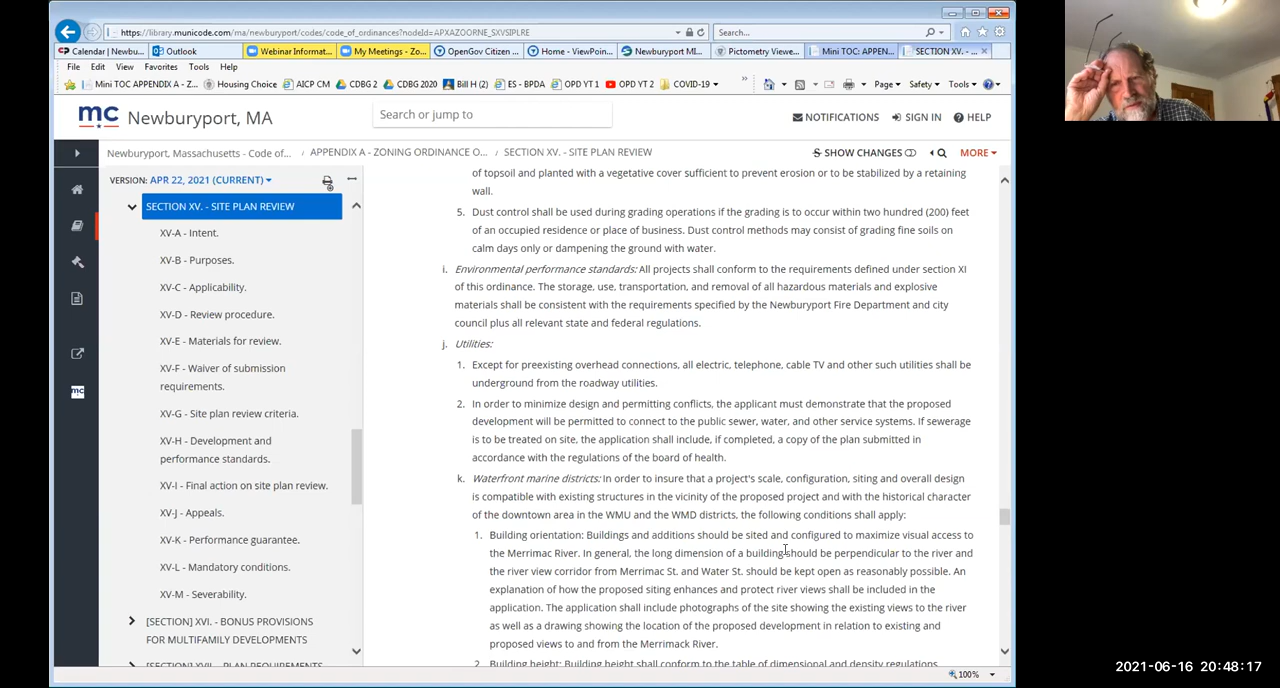 https://library.municode.com/ma/newburyport/codes/code_of_ordinances?nodeId=APXAZOORNE_SXVSIPLRE
Search...
Calendar | Newbu...
Outlook
Webinar Informat...
My Meetings - Zo...
OpenGov Citizen ...
Home - ViewPoin...
Newburyport MI...
Pictometry Viewe...
Mini TOC: APPEN...
SECTION XV. - ...
File Edit View Favorites Tools Help
Mini TOC APPENDIX A - Z...
Housing Choice
AICP CM
CDBG 2
CDBG 2020
Bill H (2)
ES - BPDA
OPD YT 1
OPD YT 2
COVID-19
Page
Safety
Tools
mc Newburyport, MA
Search or jump to
NOTIFICATIONS
SIGN IN
HELP
Newburyport, Massachusetts - Code of... / APPENDIX A - ZONING ORDINANCE O... / SECTION XV. - SITE PLAN REVIEW
SHOW CHANGES
MORE
VERSION: APR 22, 2021 (CURRENT)
SECTION XV. - SITE PLAN REVIEW
XV-A - Intent.
XV-B - Purposes.
XV-C - Applicability.
XV-D - Review procedure.
XV-E - Materials for review.
XV-F - Waiver of submission
requirements.
XV-G - Site plan review criteria.
XV-H - Development and
performance standards.
XV-I - Final action on site plan review.
XV-J - Appeals.
XV-K - Performance guarantee.
XV-L - Mandatory conditions.
XV-M - Severability.
[SECTION] XVI. - BONUS PROVISIONS
FOR MULTIFAMILY DEVELOPMENTS
[SECTION] XVII. - PLAN REQUIREMENTS
of topsoil and planted with a vegetative cover sufficient to prevent erosion or to be stabilized by a retaining
wall.
5. Dust control shall be used during grading operations if the grading is to occur within two hundred (200) feet
of an occupied residence or place of business. Dust control methods may consist of grading fine soils on
calm days only or dampening the ground with water.
i. Environmental performance standards: All projects shall conform to the requirements defined under section XI
of this ordinance. The storage, use, transportation, and removal of all hazardous materials and explosive
materials shall be consistent with the requirements specified by the Newburyport Fire Department and city
council plus all relevant state and federal regulations.
j. Utilities:
1. Except for preexisting overhead connections, all electric, telephone, cable TV and other such utilities shall be
underground from the roadway utilities.
2. In order to minimize design and permitting conflicts, the applicant must demonstrate that the proposed
development will be permitted to connect to the public sewer, water, and other service systems. If sewerage
is to be treated on site, the application shall include, if completed, a copy of the plan submitted in
accordance with the regulations of the board of health.
k. Waterfront marine districts: In order to insure that a project's scale, configuration, siting and overall design
is compatible with existing structures in the vicinity of the proposed project and with the historical character
of the downtown area in the WMU and the WMD districts, the following conditions shall apply:
1. Building orientation: Buildings and additions should be sited and configured to maximize visual access to
the Merrimac River. In general, the long dimension of a building should be perpendicular to the river and
the river view corridor from Merrimac St. and Water St. should be kept open as reasonably possible. An
explanation of how the proposed siting enhances and protect river views shall be included in the
application. The application shall include photographs of the site showing the existing views to the river
as well as a drawing showing the location of the proposed development in relation to existing and
proposed views to and from the Merrimack River.
2. Building height: Building height shall conform to the table of dimensional and density regulations,
100%
2021-06-16 20:48:17